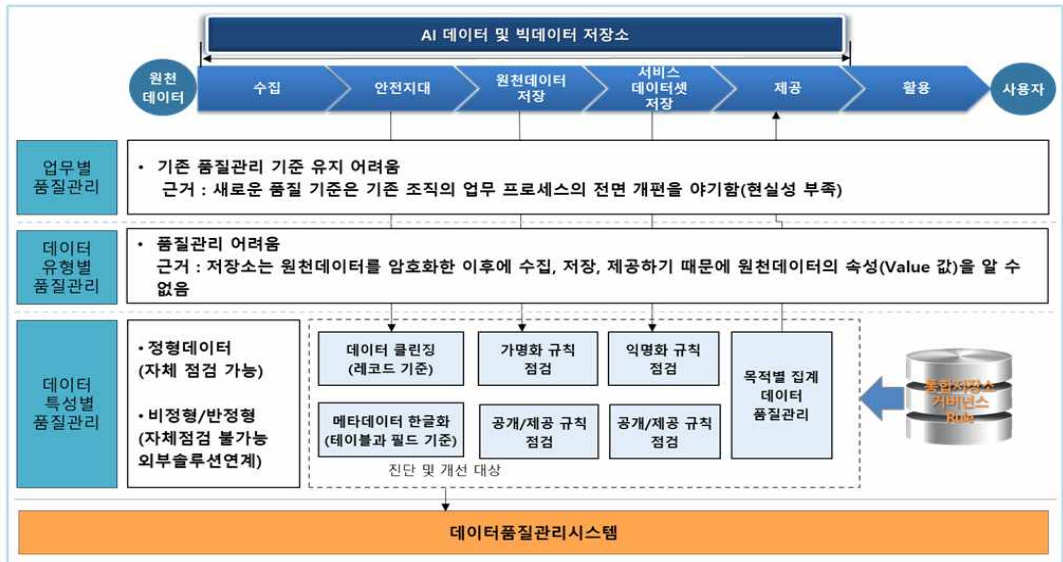 AI 데이터 및 빅데이터 저장소
원천
데이터
수집
안전지대
원천데이터
저장
서비스
데이터셋
저장
제공
활용
사용자
업무별
품질관리
• 기존 품질관리 기준 유지 어려움
근거 : 새로운 품질 기준은 기존 조직의 업무 프로세스의 전면 개편을 야기함(현실성 부족)
데이터
유형별
품질관리
• 품질관리 어려움
근거 : 저장소는 원천데이터를 암호화한 이후에 수집, 저장, 제공하기 때문에 원천데이터의 속성(Value 값)을 알 수
없음
데이터
특성별
품질관리
• 정형데이터
(자체 점검 가능)
• 비정형/반정형
(자체점검 불가능
외부솔루션연계)
데이터 클린징
(레코드 기준)
가명화 규칙
점검
익명화 규칙
점검
목적별 집계
데이터
품질관리
메타데이터 한글화
(테이블과 필드 기준)
공개/제공 규칙
점검
공개/제공 규칙
점검
진단 및 개선 대상
통합저장소
거버넌스
Rule
데이터품질관리시스템